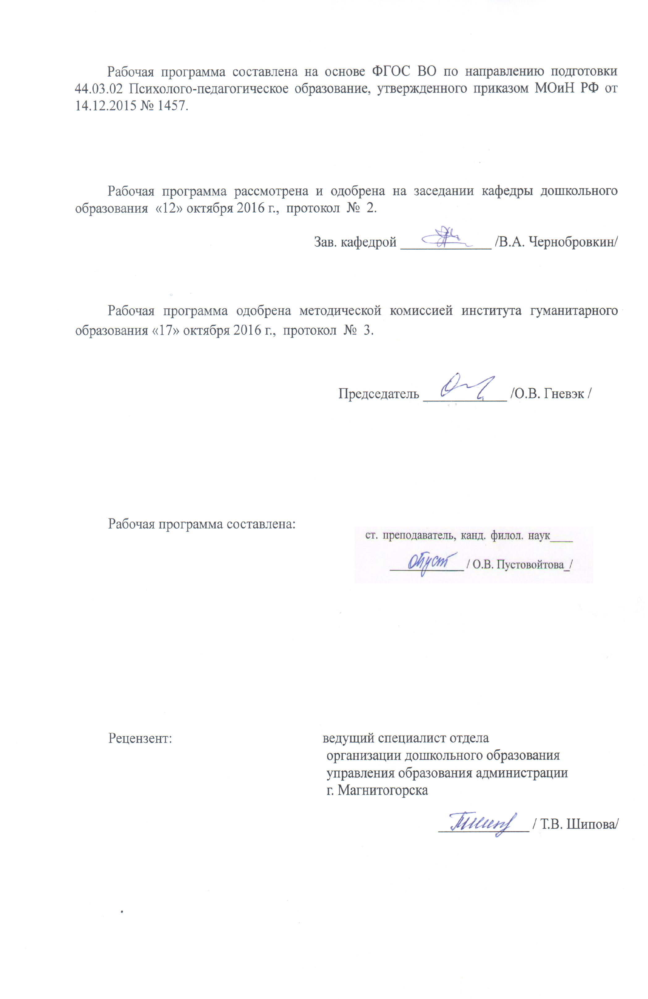 Рабочая программа составлена на основе ФГОС ВО по направлению подготовки
44.03.02 Психолого-педагогическое образование, утвержденного приказом МОиН РФ от
14.12.2015 № 1457.
Рабочая программа рассмотрена и одобрена на заседании кафедры дошкольного
образования «12» октября 2016 г., протокол № 2.
Зав. кафедрой ____________ /В.А. Чернобровкин/
Рабочая программа одобрена методической комиссией института гуманитарного
образования «17» октября 2016 г., протокол № 3.
Председатель ___________ /О.В. Гневэк /
Рабочая программа составлена:
ст. преподаватель, канд. филол. наук____
____________ / О.В. Пустовойтова_/
Рецензент: ведущий специалист отдела
организации дошкольного образования
управления образования администрации
г. Магнитогорска
____________ / Т.В. Шипова/